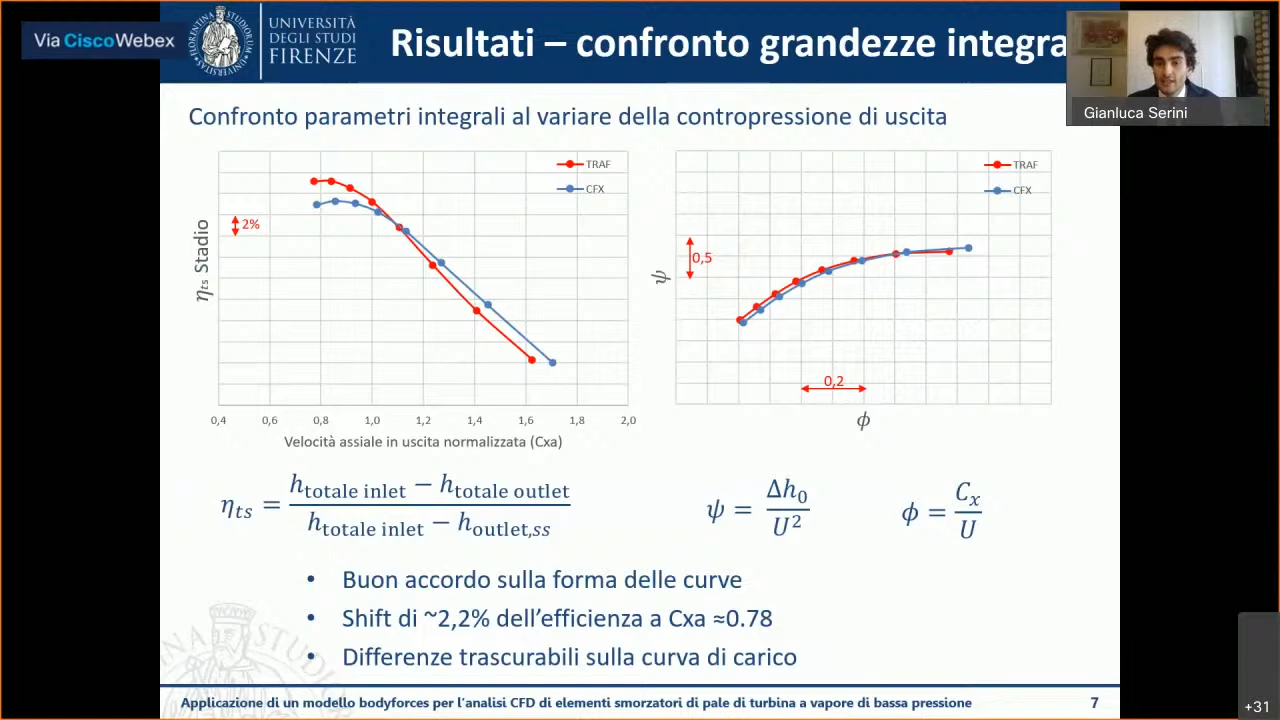 Via Cisco Webex
UNIVERSITÀ
DEGLI STUDI
FIRENZE
Risultati – confronto grandezze integra
Gianluca Serini
Confronto parametri integrali al variare della contropressione di uscita
TRAF
CFX
2%
η_ts Stadio
0,4 0,6 0,8 1,0 1,2 1,4 1,6 1,8 2,0
Velocità assiale in uscita normalizzata (Cxa)
TRAF
CFX
0,5
ψ
0,2
ϕ
η_ts = (h_totale inlet − h_totale outlet) / (h_totale inlet − h_outlet,ss)
ψ = Δh_0 / U^2
ϕ = C_x / U
• Buon accordo sulla forma delle curve
• Shift di ~2,2% dell’efficienza a Cxa ≈0.78
• Differenze trascurabili sulla curva di carico
Applicazione di un modello bodyforces per l’analisi CFD di elementi smorzatori di pale di turbina a vapore di bassa pressione
7
+31